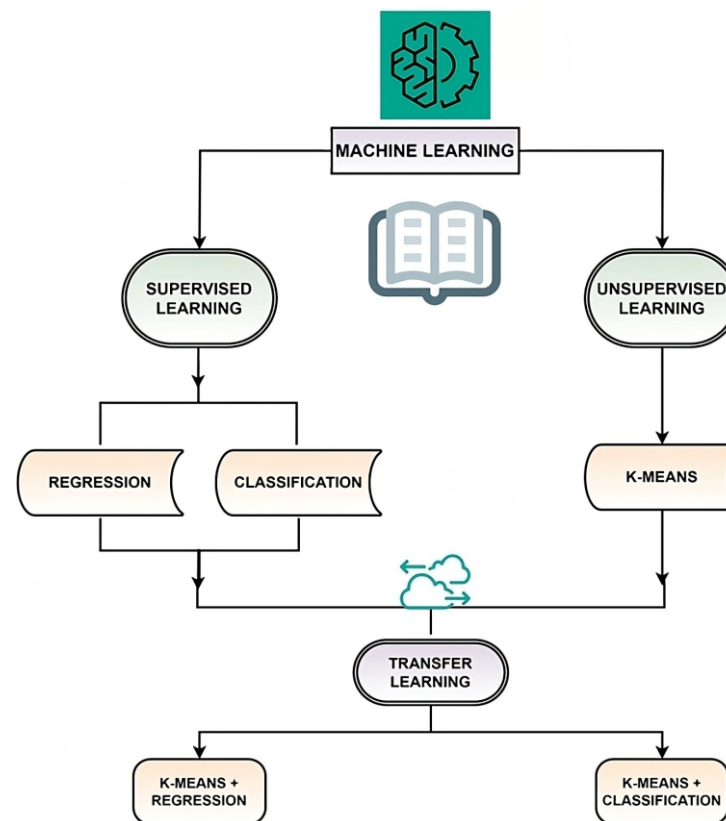 MACHINE LEARNING
SUPERVISED
LEARNING
UNSUPERVISED
LEARNING
REGRESSION
CLASSIFICATION
K-MEANS
TRANSFER
LEARNING
K-MEANS +
REGRESSION
K-MEANS +
CLASSIFICATION